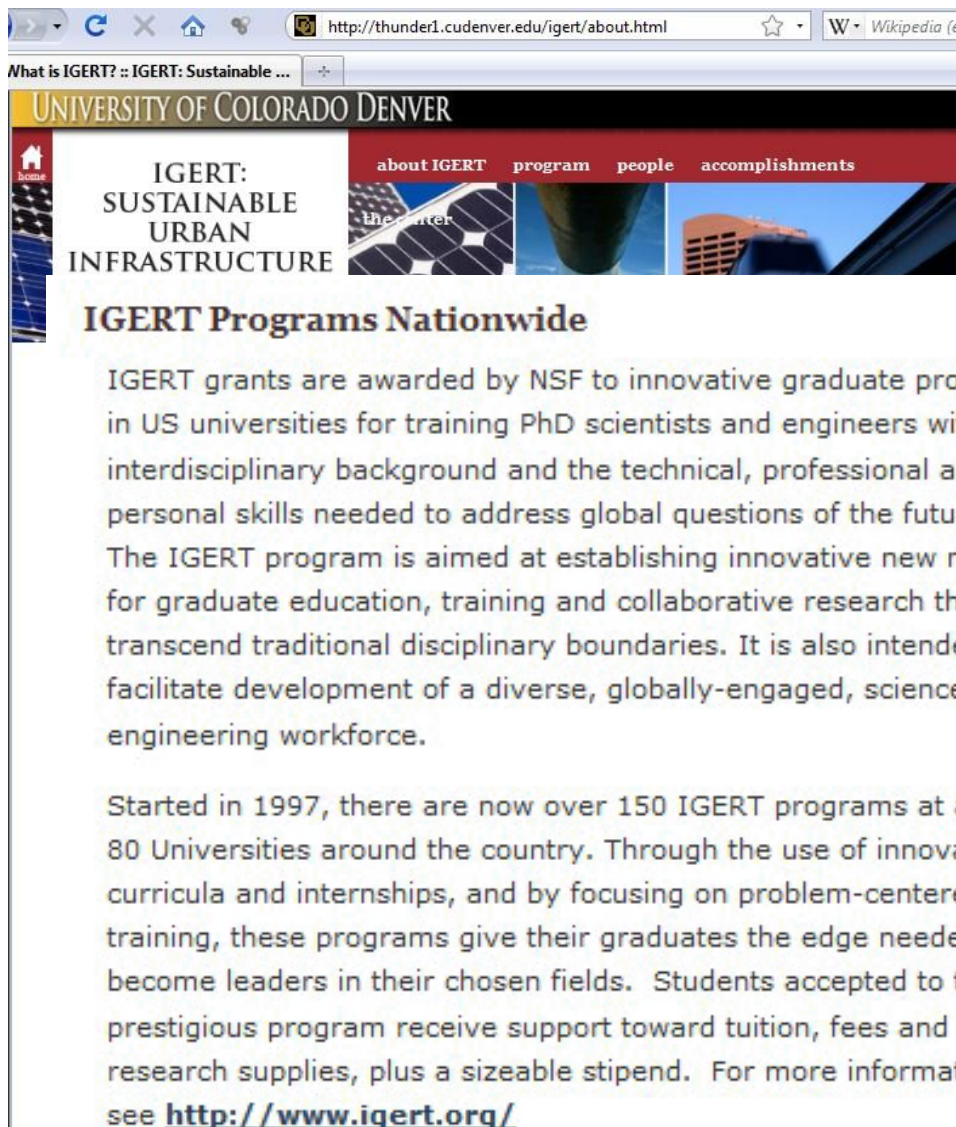 http://thunder1.cudenver.edu/igert/about.html
W Wikipedia (e
What is IGERT? :: IGERT: Sustainable ...
UNIVERSITY OF COLORADO DENVER
home
about IGERT program people accomplishments
the center
IGERT:
SUSTAINABLE
URBAN
INFRASTRUCTURE
IGERT Programs Nationwide
IGERT grants are awarded by NSF to innovative graduate pro
in US universities for training PhD scientists and engineers wi
interdisciplinary background and the technical, professional a
personal skills needed to address global questions of the futu
The IGERT program is aimed at establishing innovative new
for graduate education, training and collaborative research th
transcend traditional disciplinary boundaries. It is also intende
facilitate development of a diverse, globally-engaged, science
engineering workforce.
Started in 1997, there are now over 150 IGERT programs at
80 Universities around the country. Through the use of innova
curricula and internships, and by focusing on problem-centere
training, these programs give their graduates the edge neede
become leaders in their chosen fields.  Students accepted to
prestigious program receive support toward tuition, fees and
research supplies, plus a sizeable stipend.  For more informat
see http://www.igert.org/